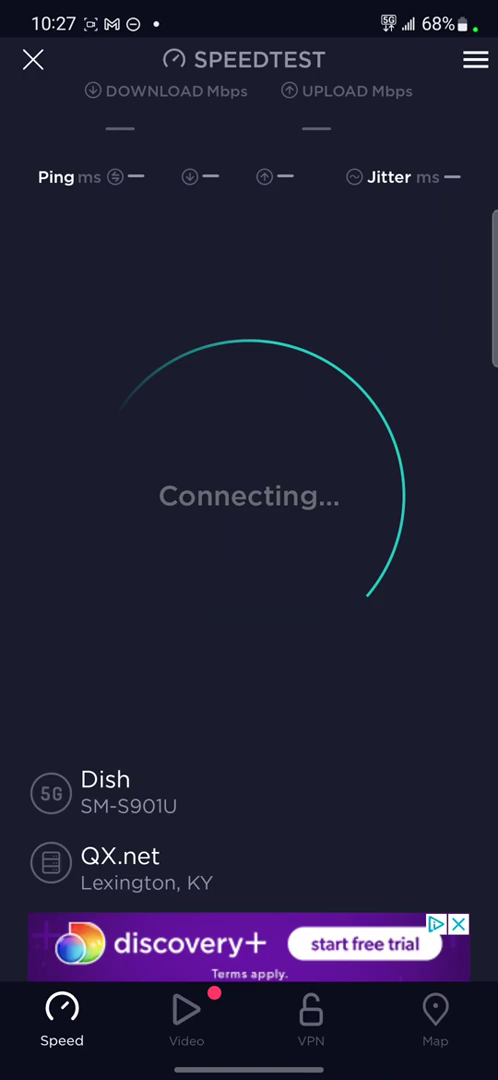 10:27 5G 68%
SPEEDTEST
DOWNLOAD Mbps UPLOAD Mbps
— —
Ping ms — — — Jitter ms —
Connecting...
5G Dish
SM-S901U
QX.net
Lexington, KY
discovery+ start free trial
Terms apply.
Speed Video VPN Map